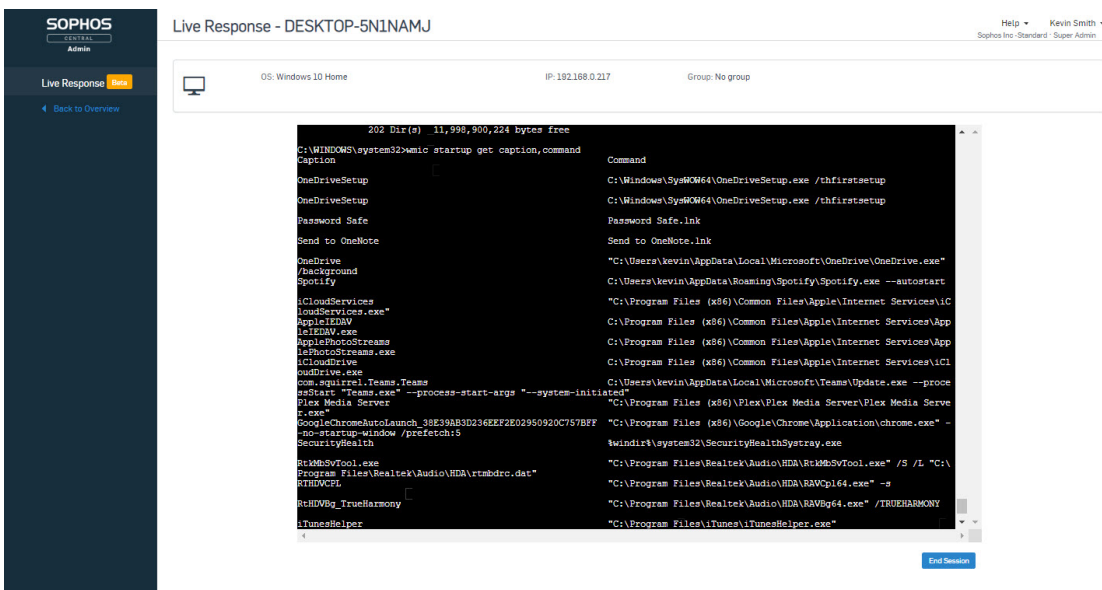 SOPHOS
CENTRAL
Admin
Live Response - DESKTOP-5N1NAMJ
Help
Kevin Smith
Sophos Inc -Standard · Super Admin
Live Response Beta
Back to Overview
OS: Windows 10 Home
IP: 192.168.0.217
Group: No group
202 Dir(s) 11,998,900,224 bytes free
C:\WINDOWS\system32>wmic startup get caption,command
Caption Command
OneDriveSetup C:\Windows\SysWOW64\OneDriveSetup.exe /thfirstsetup
OneDriveSetup C:\Windows\SysWOW64\OneDriveSetup.exe /thfirstsetup
Password Safe Password Safe.lnk
Send to OneNote Send to OneNote.lnk
OneDrive "C:\Users\kevin\AppData\Local\Microsoft\OneDrive\OneDrive.exe"
/background
Spotify C:\Users\kevin\AppData\Roaming\Spotify\Spotify.exe --autostart
iCloudServices "C:\Program Files (x86)\Common Files\Apple\Internet Services\iC
loudServices.exe"
AppleIEDAV C:\Program Files (x86)\Common Files\Apple\Internet Services\App
leIEDAV.exe
ApplePhotoStreams C:\Program Files (x86)\Common Files\Apple\Internet Services\App
lePhotoStreams.exe
iCloudDrive C:\Program Files (x86)\Common Files\Apple\Internet Services\iCl
oudDrive.exe
com.squirrel.Teams.Teams C:\Users\kevin\AppData\Local\Microsoft\Teams\Update.exe --proce
ssStart "Teams.exe" --process-start-args "--system-initiated"
Plex Media Server "C:\Program Files (x86)\Plex\Plex Media Server\Plex Media Serve
r.exe"
GoogleChromeAutoLaunch_38E39AB3D236EEF2E02950920C757BFF "C:\Program Files (x86)\Google\Chrome\Application\chrome.exe" -
-no-startup-window /prefetch:5
SecurityHealth %windir%\system32\SecurityHealthSystray.exe
RtkMbSvTool.exe "C:\Program Files\Realtek\Audio\HDA\RtkMbSvTool.exe" /S /L "C:\
Program Files\Realtek\Audio\HDA\rtmbdrc.dat"
RTHDVCPL "C:\Program Files\Realtek\Audio\HDA\RAVCpl64.exe" -s
RtHDVBg_TrueHarmony "C:\Program Files\Realtek\Audio\HDA\RAVBg64.exe" /TRUEHARMONY
iTunesHelper "C:\Program Files\iTunes\iTunesHelper.exe"
End Session